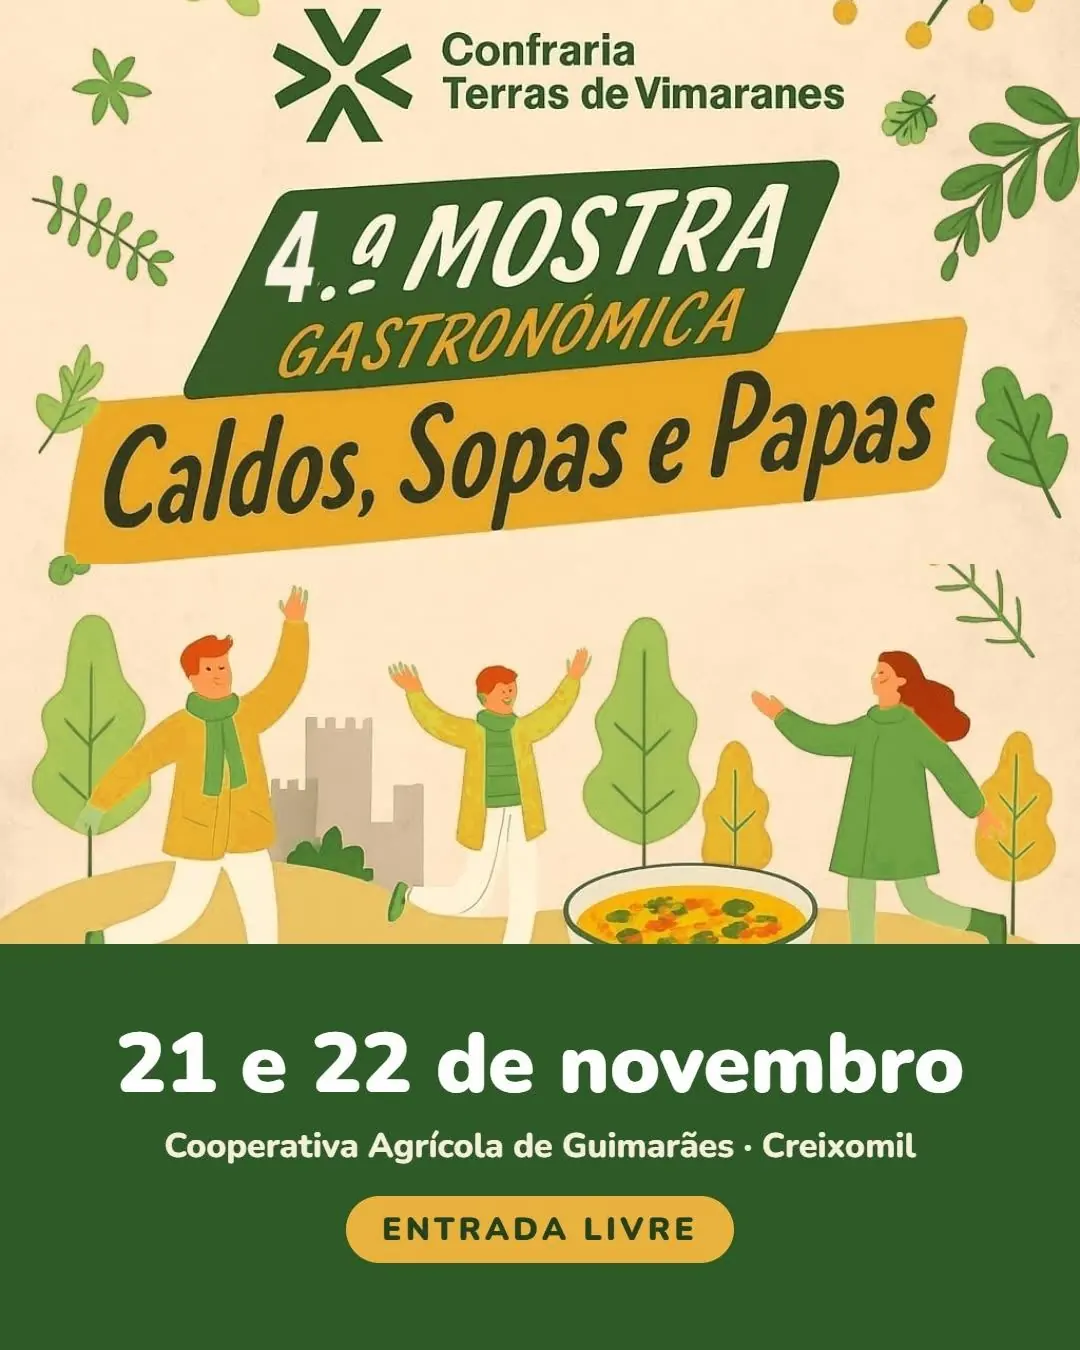 Confraria
Terras de Vimaranes
4.ª MOSTRA
GASTRONÓMICA
Caldos, Sopas e Papas
21 e 22 de novembro
Cooperativa Agrícola de Guimarães · Creixomil
ENTRADA LIVRE